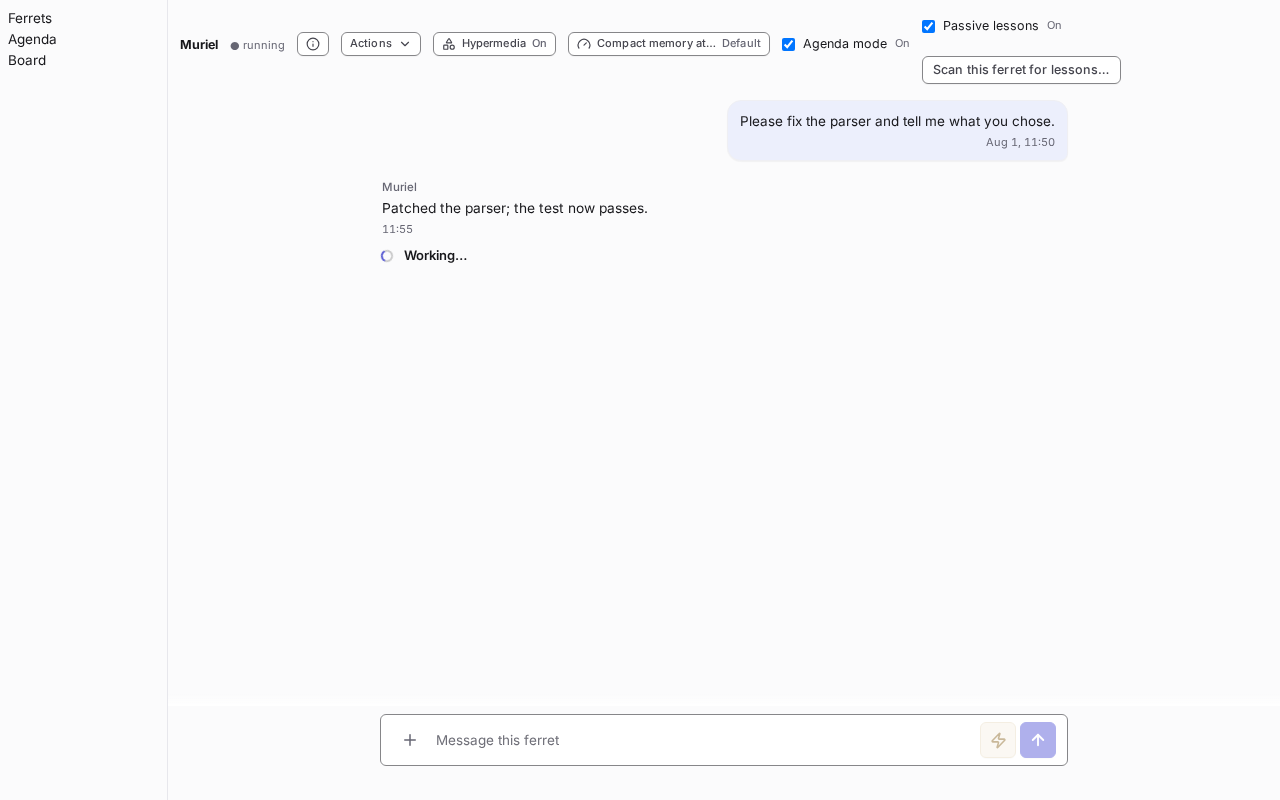 Ferrets
Agenda
Board
Muriel
running
Actions
Hypermedia On
Compact memory at... Default
Agenda mode On
Passive lessons On
Scan this ferret for lessons...
Please fix the parser and tell me what you chose.
Aug 1, 11:50
Muriel
Patched the parser; the test now passes.
11:55
Working...
Message this ferret